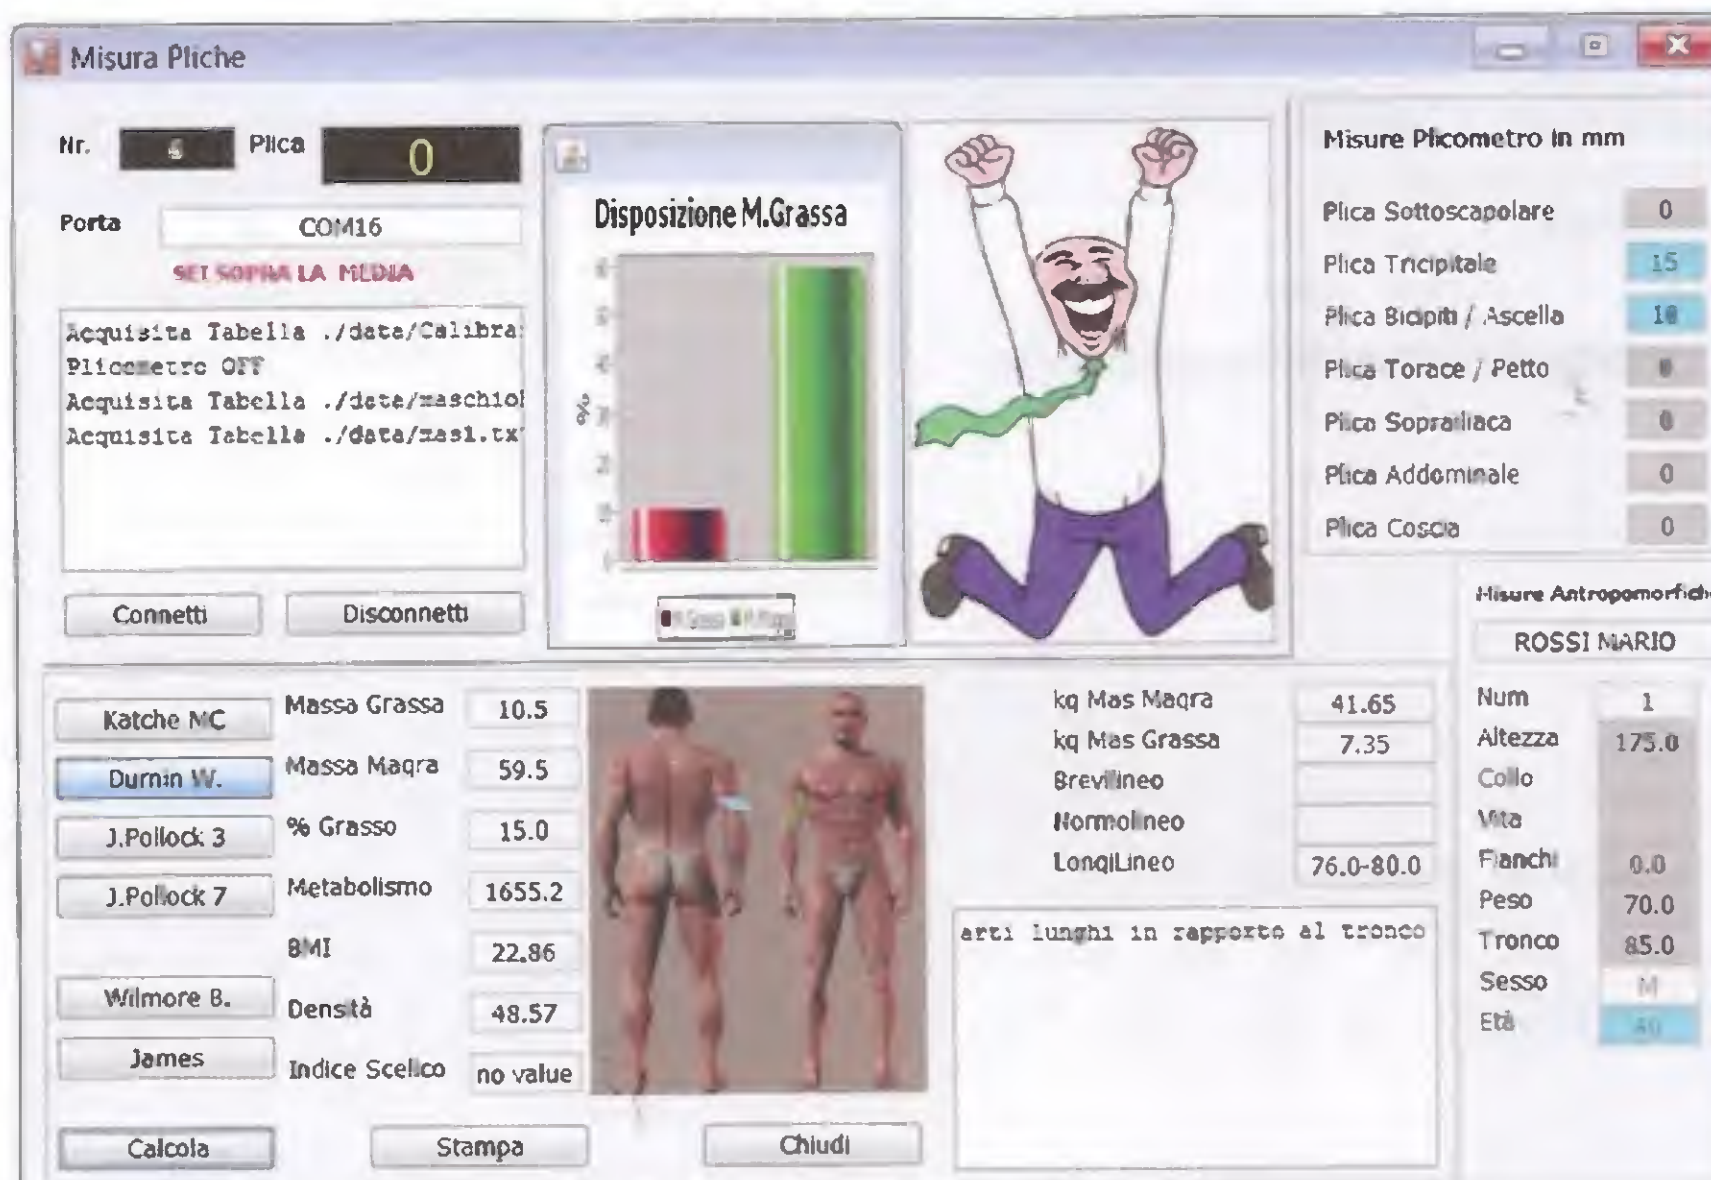 Misura Pliche
Nr.
Plica
0
Porta
COM16
SEI SOPRA LA MEDIA
Acquisita Tabella ./data/Calibra
Plicometro OFF
Acquisita Tabella ./data/maschio
Acquisita Tabella ./data/mas1.tx
Connetti
Disconnetti
Disposizione M.Grassa
%
Misure Plicometro in mm
Plica Sottoscapolare 0
Plica Tricipitale 15
Plica Bicipiti / Ascella 10
Plica Torace / Petto 0
Plica Soprailiaca 0
Plica Addominale 0
Plica Coscia 0
Misure Antropomorfiche
ROSSI MARIO
Num 1
Altezza 175.0
Collo
Vita
Fianchi 0.0
Peso 70.0
Tronco 85.0
Sesso M
Età 40
Katche MC
Durnin W.
J.Pollock 3
J.Pollock 7
Wilmore B.
James
Massa Grassa 10.5
Massa Magra 59.5
% Grasso 15.0
Metabolismo 1655.2
BMI 22.86
Densità 48.57
Indice Scelico no value
kg Mas Magra 41.65
kg Mas Grassa 7.35
Brevilineo
Normolineo
LongiLineo 76.0-80.0
arti lunghi in rapporto al tronco
Calcola
Stampa
Chiudi